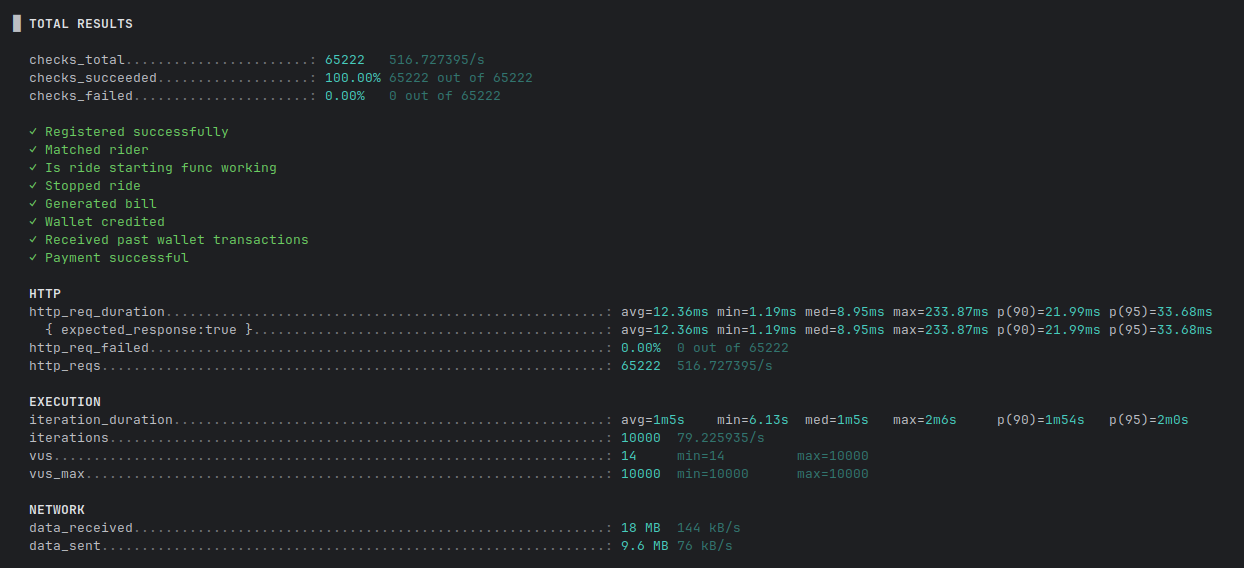 TOTAL RESULTS
checks_total.......................: 65222   516.727395/s
checks_succeeded...................: 100.00% 65222 out of 65222
checks_failed......................: 0.00%   0 out of 65222
✓ Registered successfully
✓ Matched rider
✓ Is ride starting func working
✓ Stopped ride
✓ Generated bill
✓ Wallet credited
✓ Received past wallet transactions
✓ Payment successful
HTTP
http_req_duration.......................................................: avg=12.36ms min=1.19ms med=8.95ms max=233.87ms p(90)=21.99ms p(95)=33.68ms
  { expected_response:true }............................................: avg=12.36ms min=1.19ms med=8.95ms max=233.87ms p(90)=21.99ms p(95)=33.68ms
http_req_failed.........................................................: 0.00%  0 out of 65222
http_reqs...............................................................: 65222  516.727395/s
EXECUTION
iteration_duration......................................................: avg=1m5s    min=6.13s  med=1m5s   max=2m6s     p(90)=1m54s   p(95)=2m0s
iterations..............................................................: 10000  79.225935/s
vus.....................................................................: 14     min=14         max=10000
vus_max.................................................................: 10000  min=10000      max=10000
NETWORK
data_received...........................................................: 18 MB  144 kB/s
data_sent...............................................................: 9.6 MB 76 kB/s